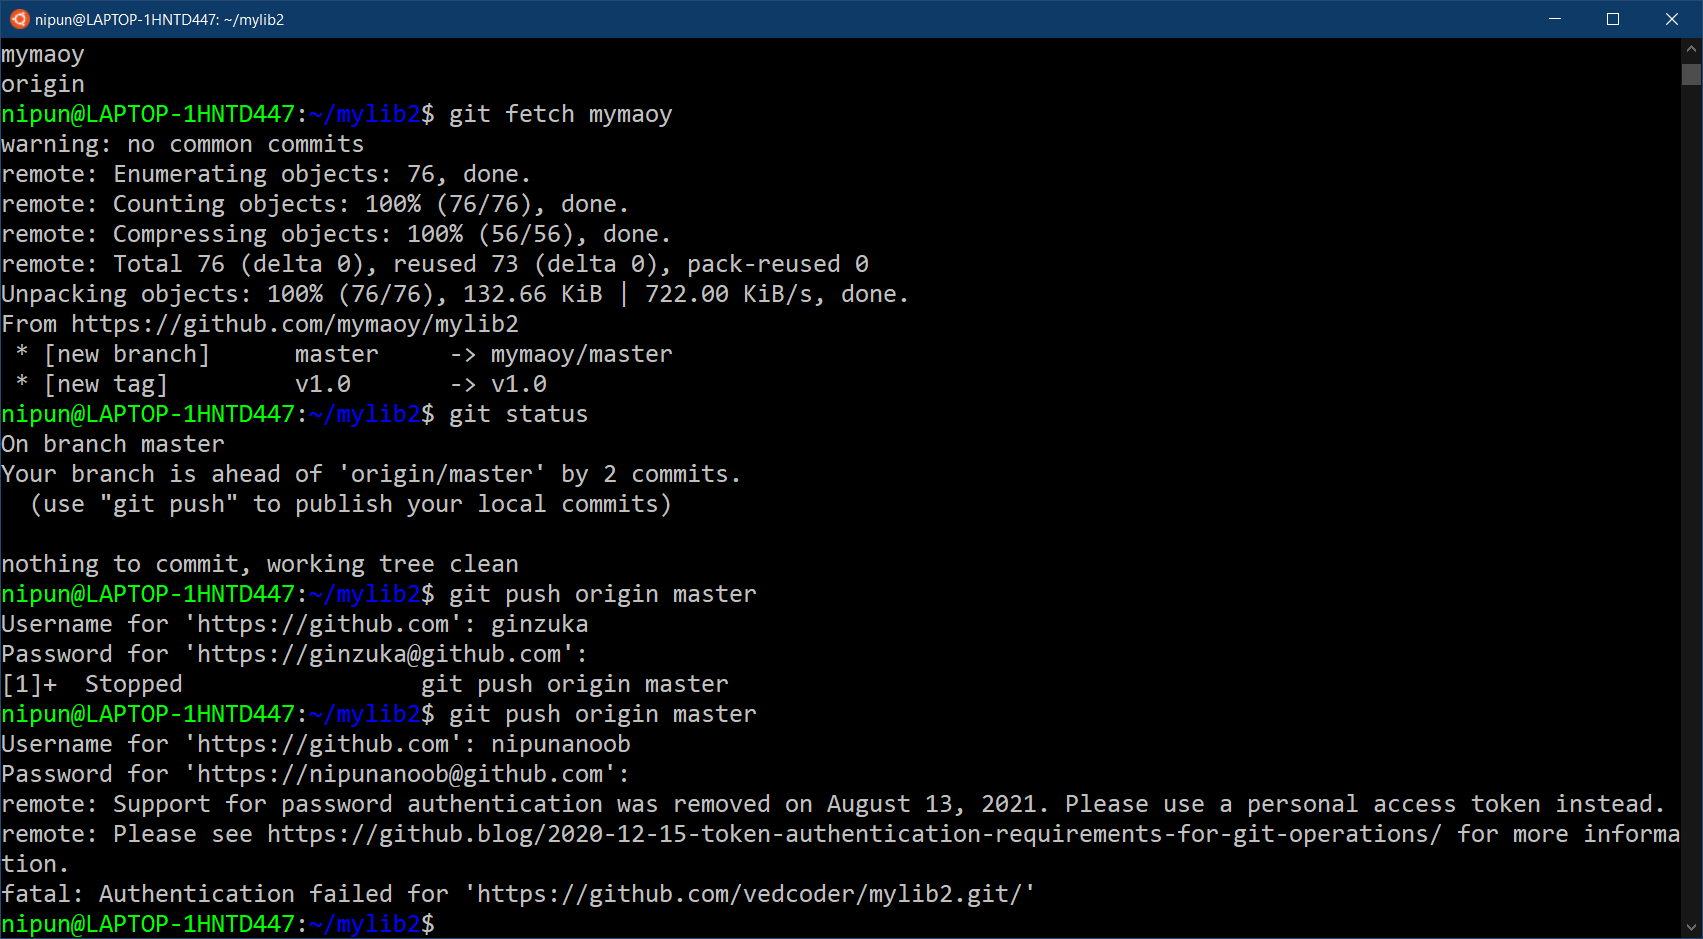 nipun@LAPTOP-1HNTD447: ~/mylib2
mymaoy
origin
nipun@LAPTOP-1HNTD447:~/mylib2$ git fetch mymaoy
warning: no common commits
remote: Enumerating objects: 76, done.
remote: Counting objects: 100% (76/76), done.
remote: Compressing objects: 100% (56/56), done.
remote: Total 76 (delta 0), reused 73 (delta 0), pack-reused 0
Unpacking objects: 100% (76/76), 132.66 KiB | 722.00 KiB/s, done.
From https://github.com/mymaoy/mylib2
 * [new branch]      master     -> mymaoy/master
 * [new tag]         v1.0       -> v1.0
nipun@LAPTOP-1HNTD447:~/mylib2$ git status
On branch master
Your branch is ahead of 'origin/master' by 2 commits.
  (use "git push" to publish your local commits)

nothing to commit, working tree clean
nipun@LAPTOP-1HNTD447:~/mylib2$ git push origin master
Username for 'https://github.com': ginzuka
Password for 'https://ginzuka@github.com':
[1]+  Stopped                 git push origin master
nipun@LAPTOP-1HNTD447:~/mylib2$ git push origin master
Username for 'https://github.com': nipunanoob
Password for 'https://nipunanoob@github.com':
remote: Support for password authentication was removed on August 13, 2021. Please use a personal access token instead.
remote: Please see https://github.blog/2020-12-15-token-authentication-requirements-for-git-operations/ for more informa
tion.
fatal: Authentication failed for 'https://github.com/vedcoder/mylib2.git/'
nipun@LAPTOP-1HNTD447:~/mylib2$